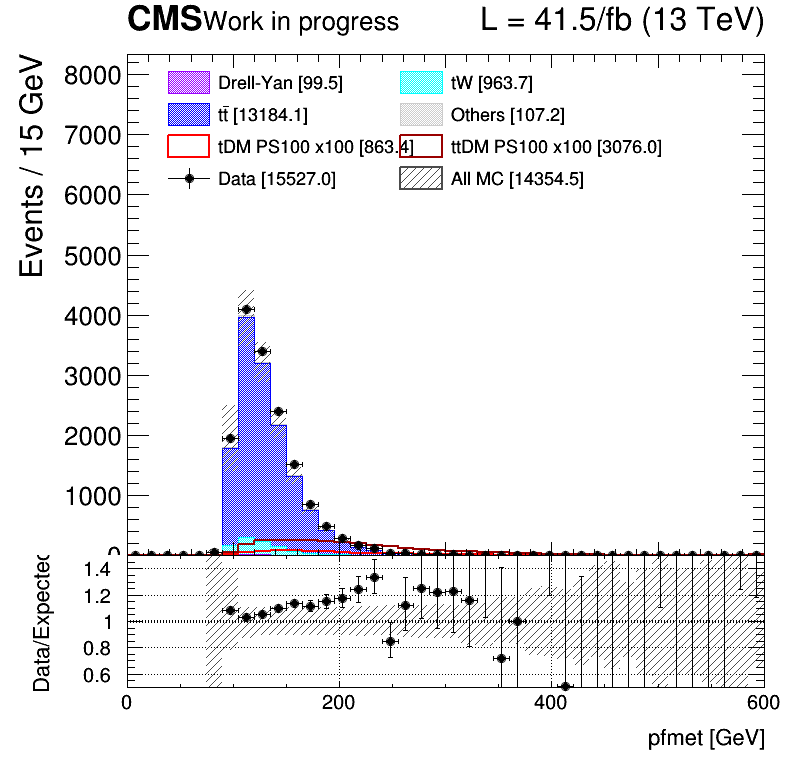 CMS Work in progress L = 41.5/fb (13 TeV)
Events / 15 GeV
8000
7000
6000
5000
4000
3000
2000
1000
0
Drell-Yan [99.5] tW [963.7]
tt̄ [13184.1] Others [107.2]
tDM PS100 x100 [863.4] ttDM PS100 x100 [3076.0]
Data [15527.0] All MC [14354.5]
Data/Expected
1.4
1.2
1
0.8
0.6
0 200 400 600
pfmet [GeV]